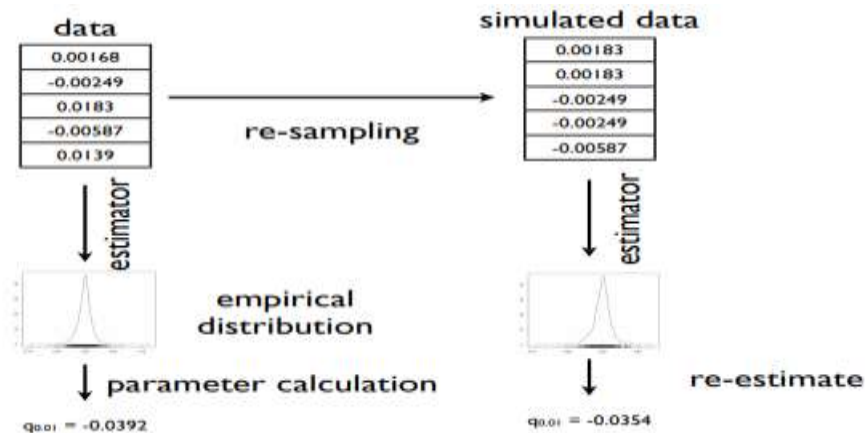 data
0.00168
-0.00249
0.0183
-0.00587
0.0139
re-sampling
simulated data
0.00183
0.00183
-0.00249
-0.00249
-0.00587
estimator
estimator
empirical
distribution
parameter calculation
re-estimate
q0.01 = -0.0392
q0.01 = -0.0354